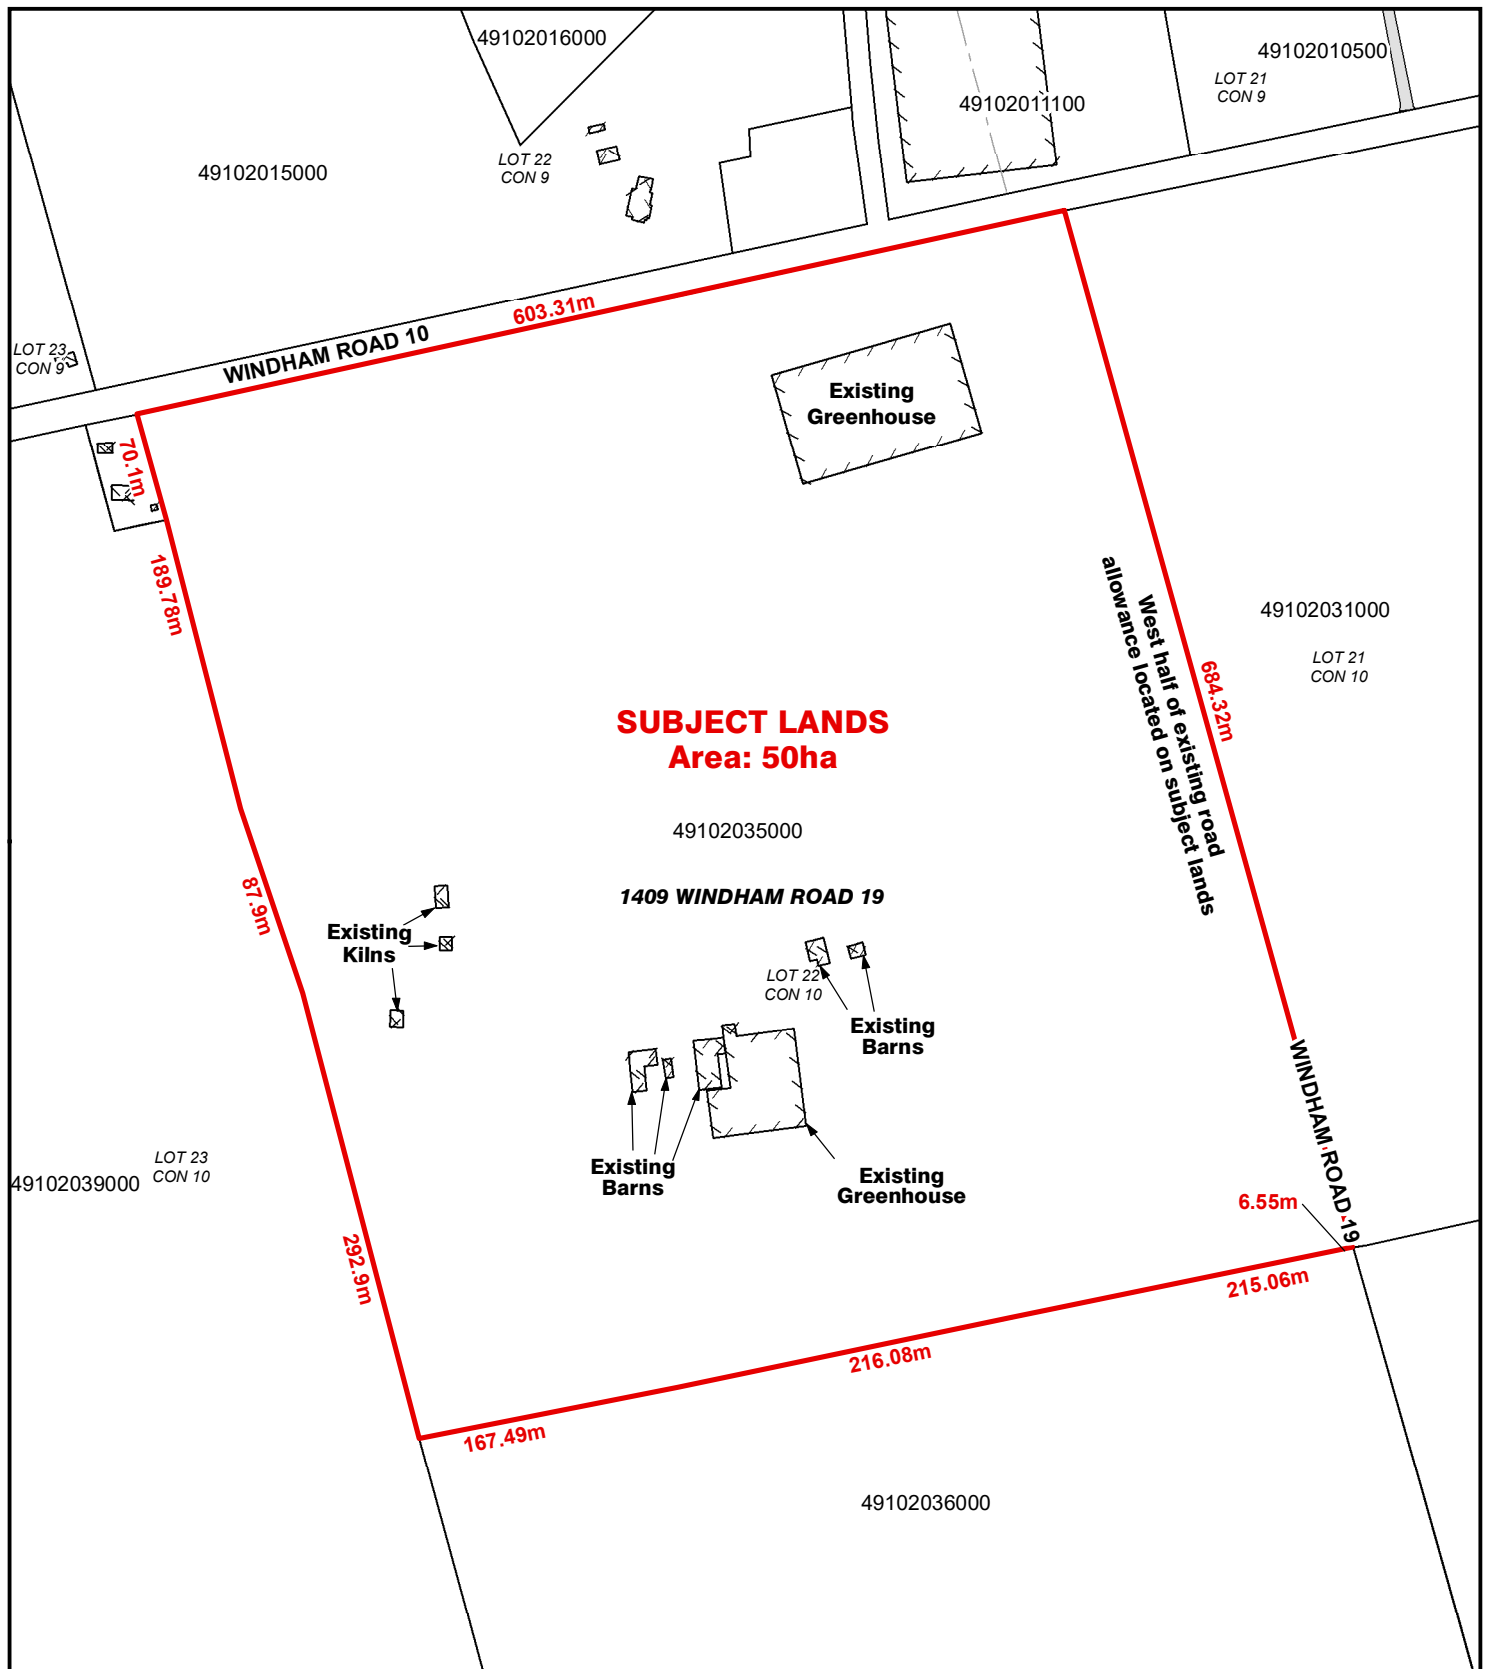 49102016000
49102010500
LOT 21
CON 9
49102011100
49102015000
LOT 22
CON 9
603.31m
WINDHAM ROAD 10
LOT 23
CON 9
Existing
Greenhouse
70.1m
189.78m
West half of existing road
allowance located on subject lands
49102031000
LOT 21
CON 10
684.32m
SUBJECT LANDS
Area: 50ha
49102035000
1409 WINDHAM ROAD 19
87.9m
Existing
Kilns
LOT 22
CON 10
Existing
Barns
WINDHAM ROAD 19
Existing
Barns
Existing
Greenhouse
LOT 23
CON 10
49102039000
6.55m
292.9m
215.06m
216.08m
167.49m
49102036000